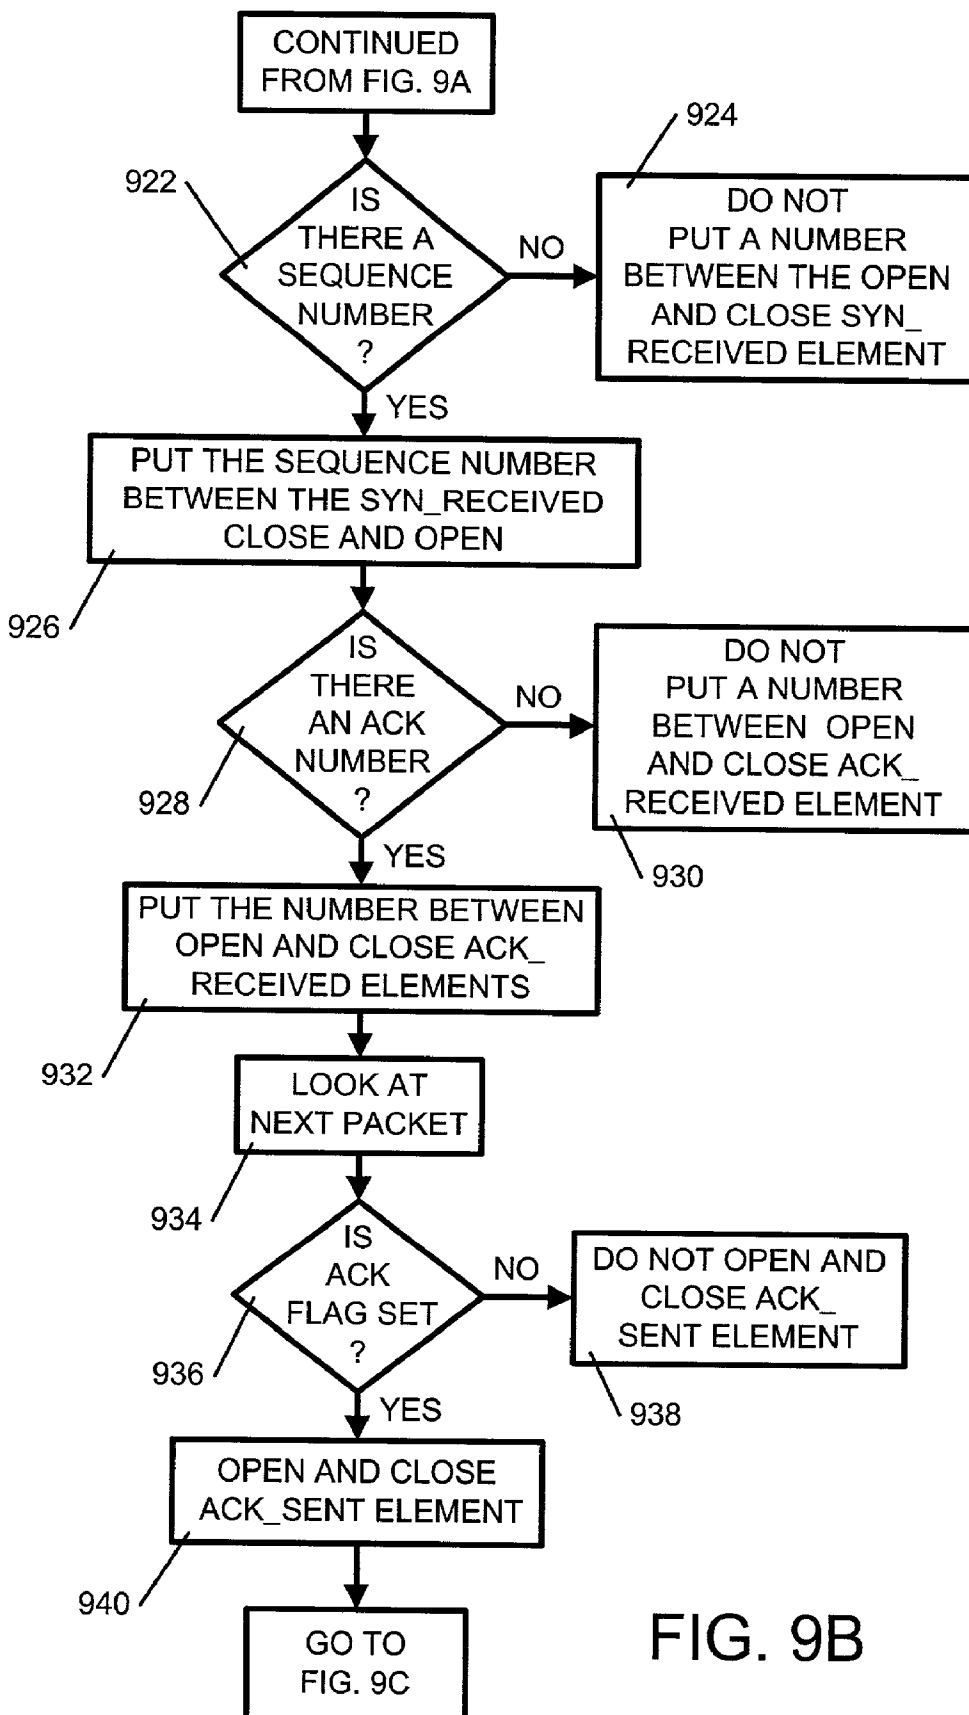 CONTINUED
FROM FIG. 9A
924
922
IS
THERE A
SEQUENCE
NUMBER
?
NO
DO NOT
PUT A NUMBER
BETWEEN THE OPEN
AND CLOSE SYN_
RECEIVED ELEMENT
YES
PUT THE SEQUENCE NUMBER
BETWEEN THE SYN_RECEIVED
CLOSE AND OPEN
926
IS
THERE
AN ACK
NUMBER
?
928
NO
DO NOT
PUT A NUMBER
BETWEEN OPEN
AND CLOSE ACK_
RECEIVED ELEMENT
930
YES
PUT THE NUMBER BETWEEN
OPEN AND CLOSE ACK_
RECEIVED ELEMENTS
932
LOOK AT
NEXT PACKET
934
IS
ACK
FLAG SET
?
936
NO
DO NOT OPEN AND
CLOSE ACK_
SENT ELEMENT
938
YES
OPEN AND CLOSE
ACK_SENT ELEMENT
940
GO TO
FIG. 9C
FIG. 9B